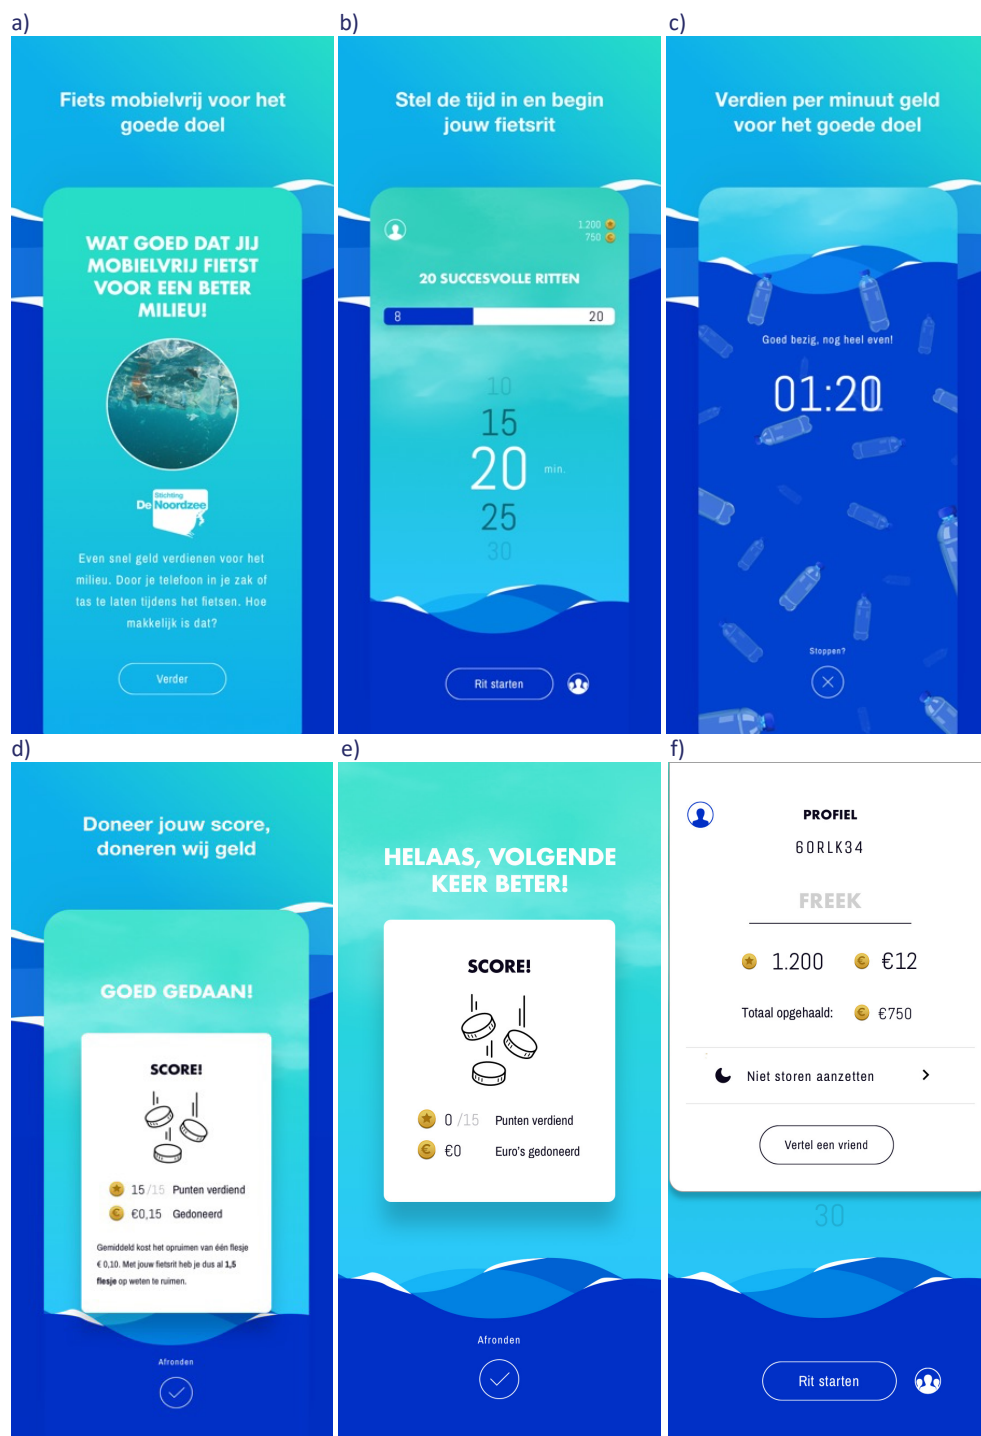 a)
Fiets mobielvrij voor het
goede doel
WAT GOED DAT JIJ
MOBIELVRIJ FIETST
VOOR EEN BETER
MILIEU!
Stichting
De Noordzee
Even snel geld verdienen voor het
milieu. Door je telefoon in je zak of
tas te laten tijdens het fietsen. Hoe
makkelijk is dat?
Verder
b)
Stel de tijd in en begin
jouw fietsrit
1.200
750
20 SUCCESVOLLE RITTEN
8 20
10
15
20 min.
25
30
Rit starten
c)
Verdien per minuut geld
voor het goede doel
Goed bezig, nog heel even!
01:20
Stoppen?
d)
Doneer jouw score,
doneren wij geld
GOED GEDAAN!
SCORE!
15/15 Punten verdiend
€0,15 Gedoneerd
Gemiddeld kost het opruimen van één flesje
€ 0,10. Met jouw fietsrit heb je dus al 1,5
flesje op weten te ruimen.
Afronden
e)
HELAAS, VOLGENDE
KEER BETER!
SCORE!
0/15 Punten verdiend
€0 Euro's gedoneerd
Afronden
f)
PROFIEL
60RLK34
FREEK
1.200 €12
Totaal opgehaald: €750
Niet storen aanzetten
Vertel een vriend
30
Rit starten